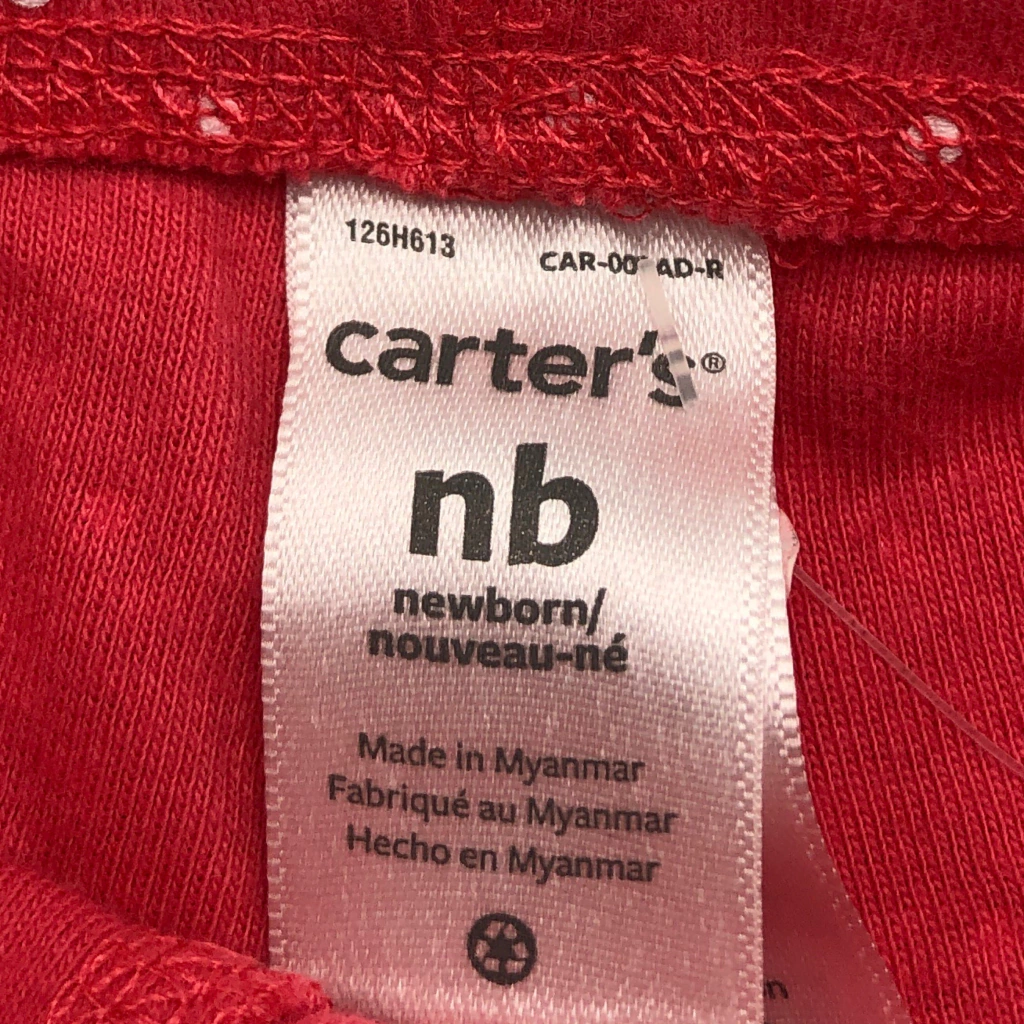 126H613
carter's®
nb
newborn/
nouveau-né
Made in Myanmar
Fabriqué au Myanmar
Hecho en Myanmar